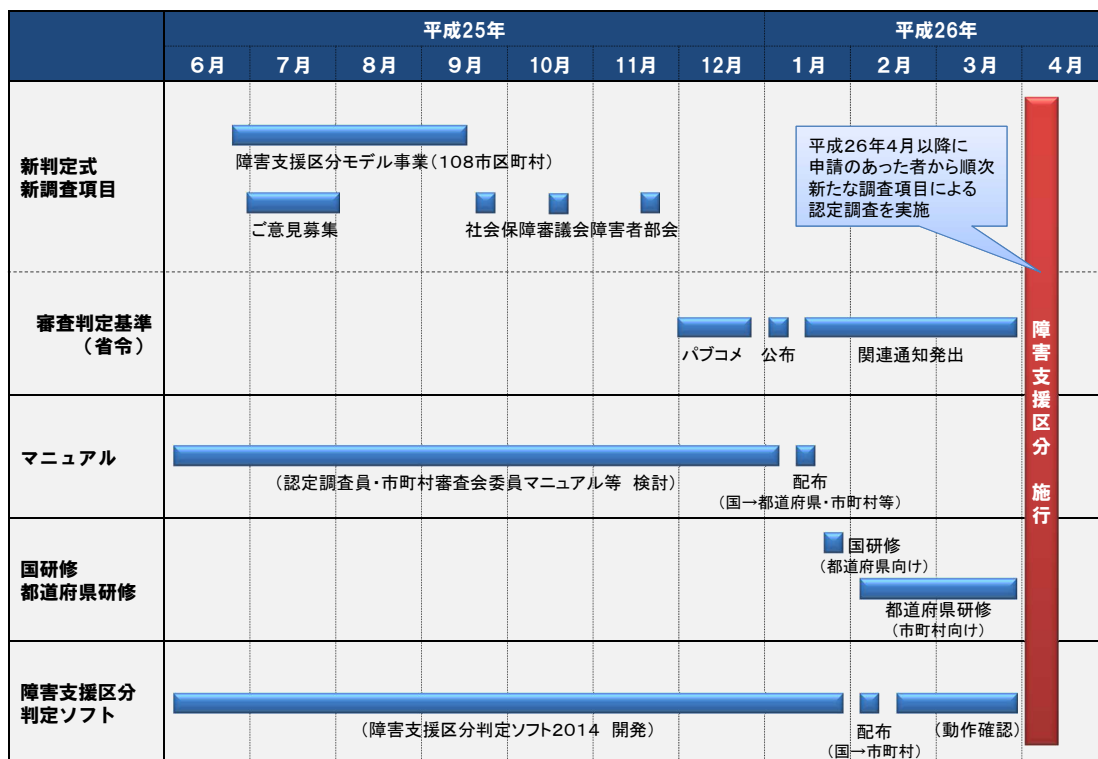 平成25年
平成26年
6月
7月
8月
9月
10月
11月
12月
1月
2月
3月
4月
新判定式
新調査項目
障害支援区分モデル事業(108市区町村)
ご意見募集
社会保障審議会障害者部会
平成26年4月以降に
申請のあった者から順次
新たな調査項目による
認定調査を実施
審査判定基準
(省令)
パブコメ
公布
関連通知発出
マニュアル
(認定調査員・市町村審査会委員マニュアル等 検討)
配布
(国→都道府県・市町村等)
国研修
都道府県研修
国研修
(都道府県向け)
都道府県研修
(市町村向け)
障害支援区分
判定ソフト
(障害支援区分判定ソフト2014 開発)
配布
(国→市町村)
(動作確認)
障害支援区分 施行